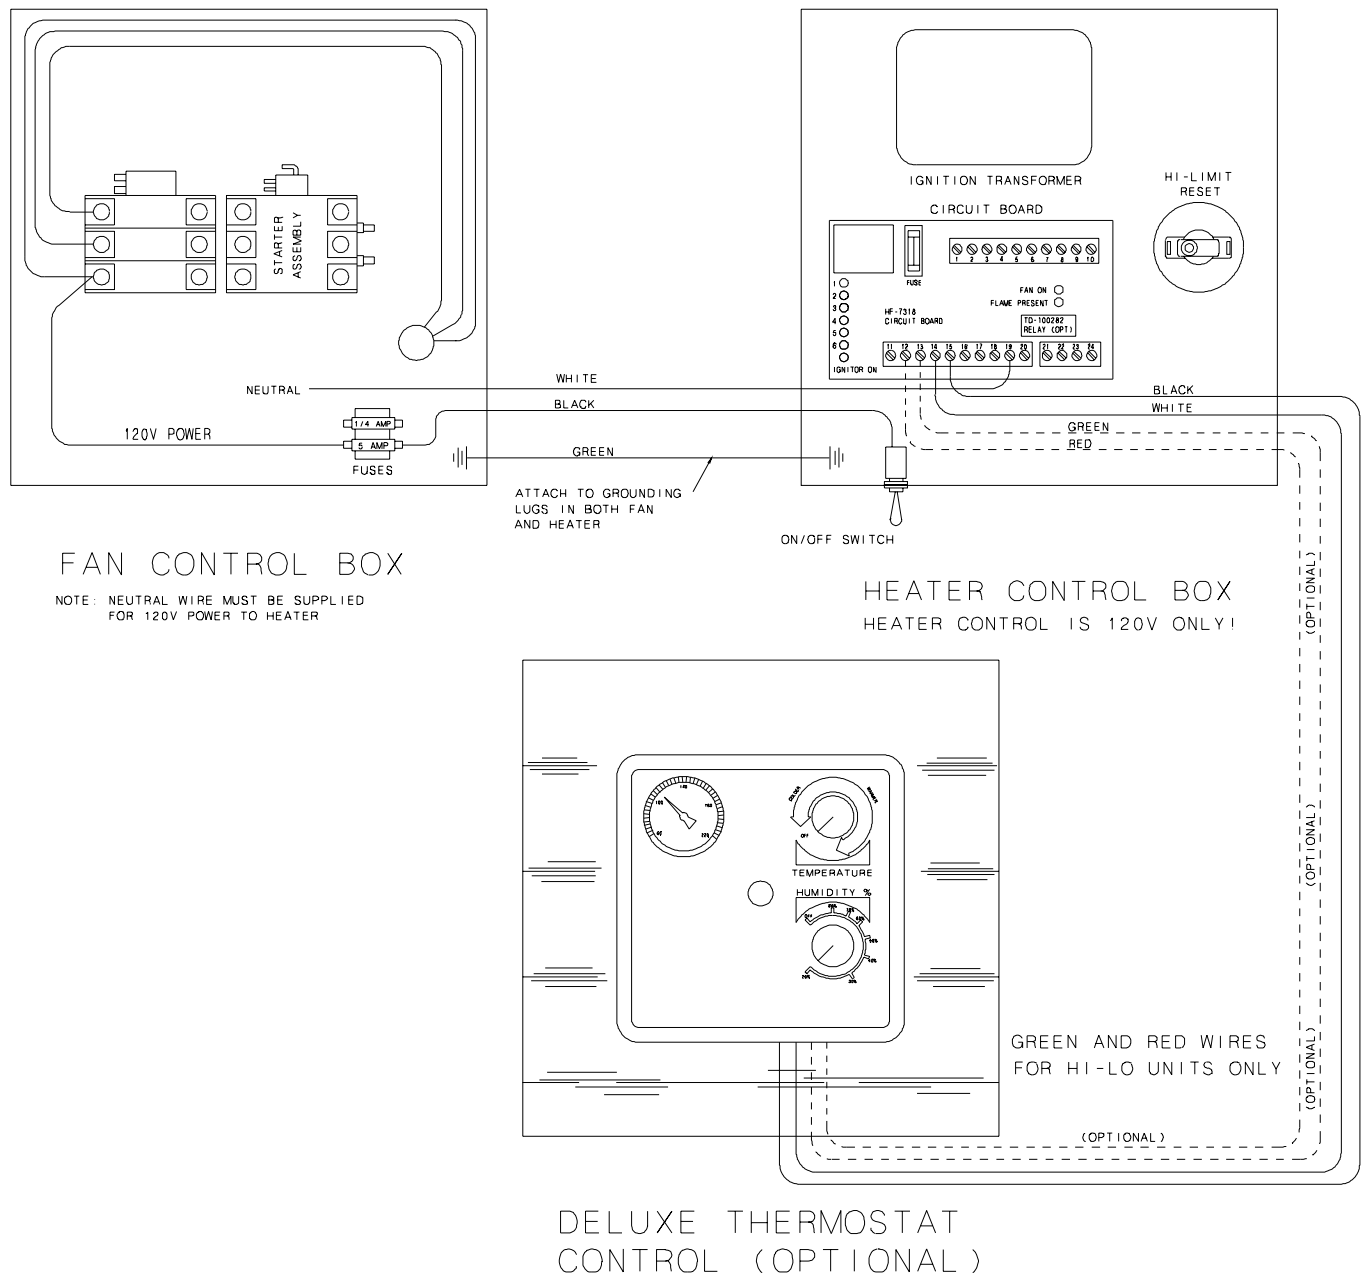 IGNITION TRANSFORMER
HI-LIMIT
RESET
CIRCUIT BOARD
STARTER
ASSEMBLY
FUSE
1 2 3 4 5 6 7 8 9 10
1
2
3
4
5
6
FAN ON
FLAME PRESENT
HF-7318
CIRCUIT BOARD
TD-100282
RELAY (OPT)
11 12 13 14 15 16 17 18 19 20
21 22 23 24
IGNITOR ON
NEUTRAL
WHITE
BLACK
BLACK
WHITE
GREEN
RED
120V POWER
1/4 AMP
5 AMP
FUSES
GREEN
ATTACH TO GROUNDING
LUGS IN BOTH FAN
AND HEATER
ON/OFF SWITCH
FAN CONTROL BOX
NOTE: NEUTRAL WIRE MUST BE SUPPLIED
FOR 120V POWER TO HEATER
HEATER CONTROL BOX
HEATER CONTROL IS 120V ONLY!
(OPTIONAL)
(OPTIONAL)
(OPTIONAL)
COLDER
WARMER
OFF
TEMPERATURE
HUMIDITY %
OFF
GREEN AND RED WIRES
FOR HI-LO UNITS ONLY
(OPTIONAL)
DELUXE THERMOSTAT
CONTROL (OPTIONAL)